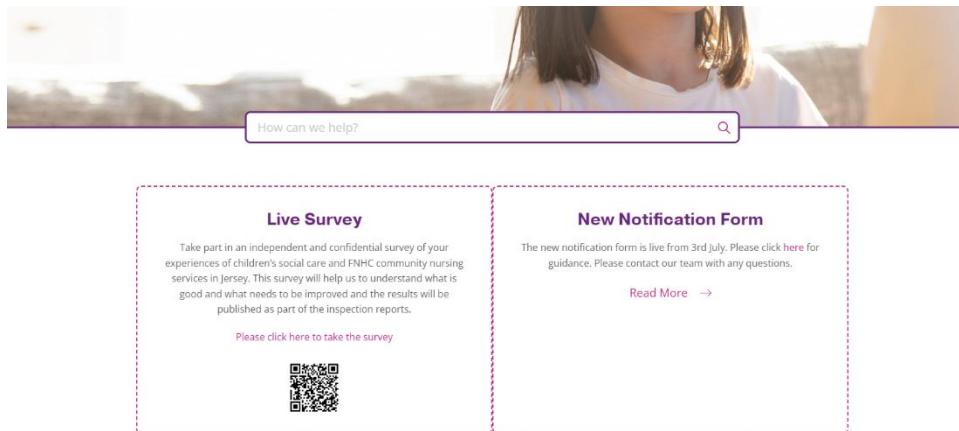 How can we help?
Live Survey
Take part in an independent and confidential survey of your
experiences of children's social care and FNHC community nursing
services in Jersey. This survey will help us to understand what is
good and what needs to be improved and the results will be
published as part of the inspection reports.
Please click here to take the survey
New Notification Form
The new notification form is live from 3rd July. Please click here for
guidance. Please contact our team with any questions.
Read More →